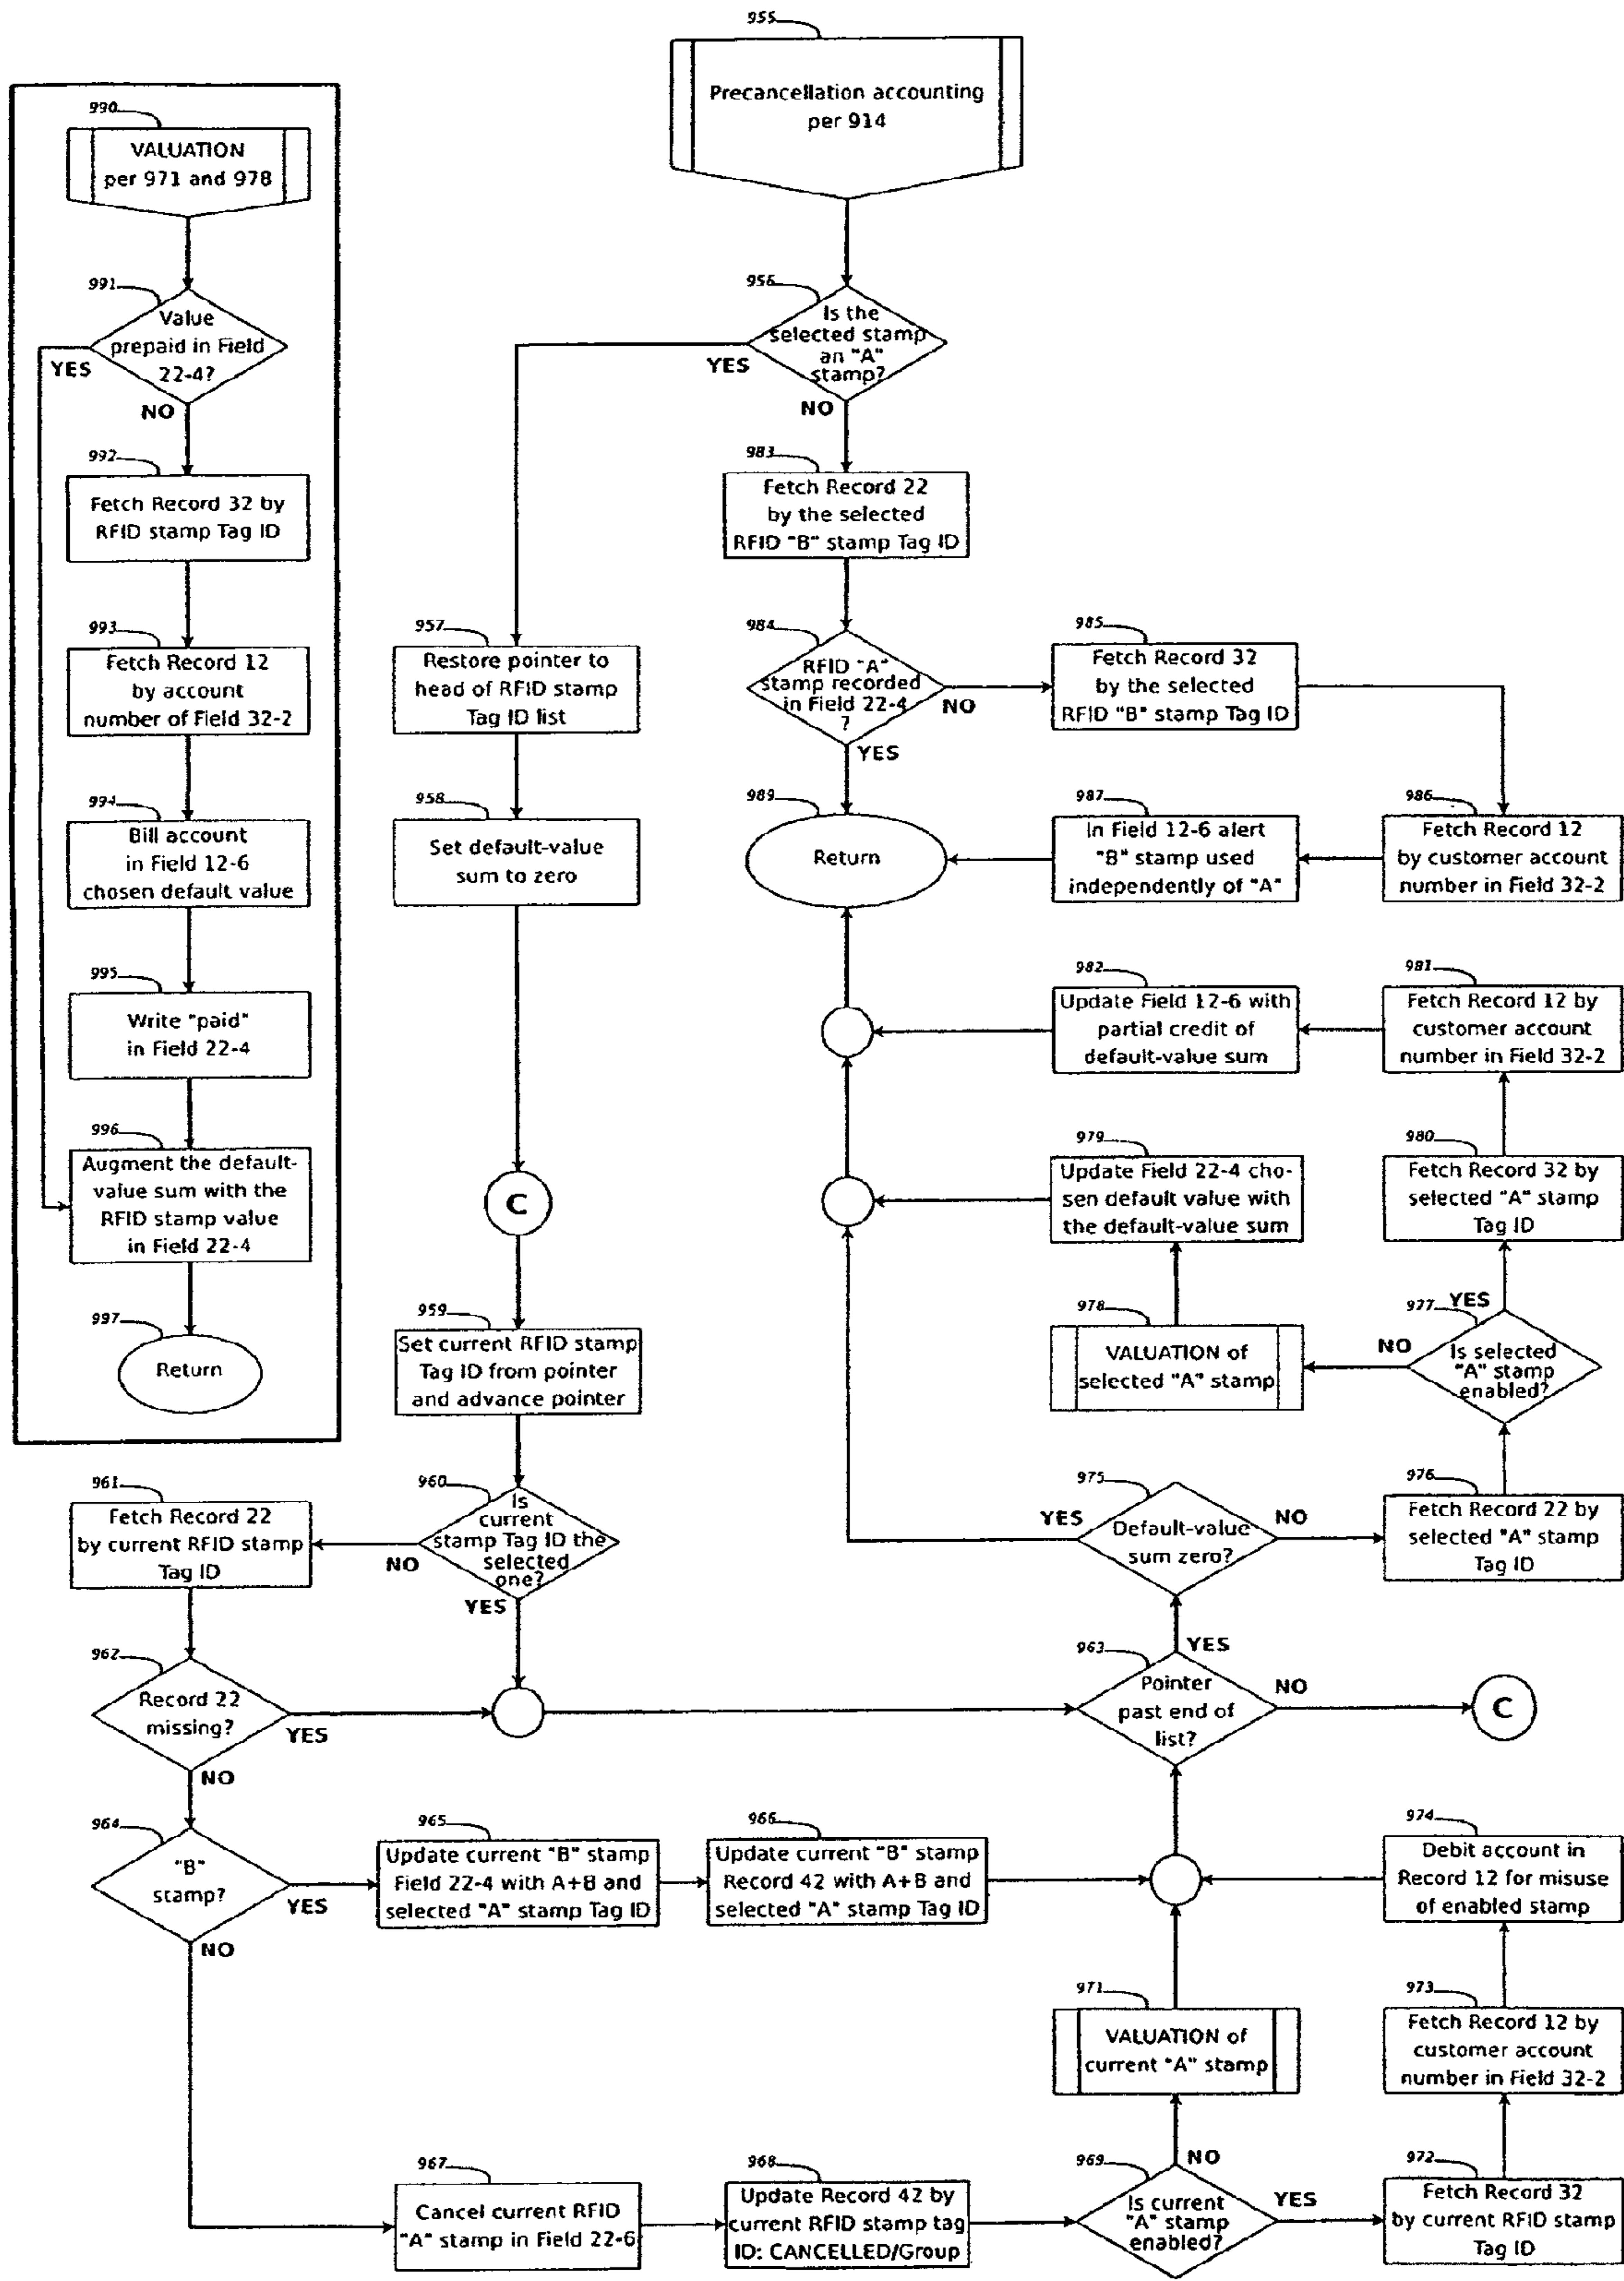 955
Precancellation accounting
per 914
990
VALUATION
per 971 and 978
991
Value
prepaid in Field
22-4?
YES
NO
992
Fetch Record 32 by
RFID stamp Tag ID
993
Fetch Record 12
by account
number of Field 32-2
994
Bill account
in Field 12-6
chosen default value
995
Write "paid"
in Field 22-4
996
Augment the default-
value sum with the
RFID stamp value
in Field 22-4
997
Return
956
Is the
selected stamp
an "A"
stamp?
YES
NO
983
Fetch Record 22
by the selected
RFID "B" stamp Tag ID
984
RFID "A"
stamp recorded
in Field 22-4
?
NO
YES
985
Fetch Record 32
by the selected
RFID "B" stamp Tag ID
986
Fetch Record 12
by customer account
number in Field 32-2
987
In Field 12-6 alert
"B" stamp used
independently of "A"
989
Return
957
Restore pointer to
head of RFID stamp
Tag ID list
958
Set default-value
sum to zero
C
959
Set current RFID stamp
Tag ID from pointer
and advance pointer
960
Is
current
stamp Tag ID the
selected
one?
NO
YES
982
Update Field 12-6 with
partial credit of
default-value sum
981
Fetch Record 12 by
customer account
number in Field 32-2
979
Update Field 22-4 cho-
sen default value with
the default-value sum
980
Fetch Record 32 by
selected "A" stamp
Tag ID
978
VALUATION of
selected "A" stamp
977
YES
NO
Is selected
"A" stamp
enabled?
975
YES
Default-value
sum zero?
NO
976
Fetch Record 22 by
selected "A" stamp
Tag ID
961
Fetch Record 22
by current RFID stamp
Tag ID
962
Record 22
missing?
YES
NO
963
YES
Pointer
past end of
list?
NO
C
964
"B"
stamp?
YES
NO
965
Update current "B" stamp
Field 22-4 with A+B and
selected "A" stamp Tag ID
966
Update current "B" stamp
Record 42 with A+B and
selected "A" stamp Tag ID
974
Debit account in
Record 12 for misuse
of enabled stamp
971
VALUATION of
current "A" stamp
973
Fetch Record 12 by
customer account
number in Field 32-2
967
Cancel current RFID
"A" stamp in Field 22-6
968
Update Record 42 by
current RFID stamp tag
ID: CANCELLED/Group
969
NO
Is current
"A" stamp
enabled?
YES
972
Fetch Record 32
by current RFID stamp
Tag ID